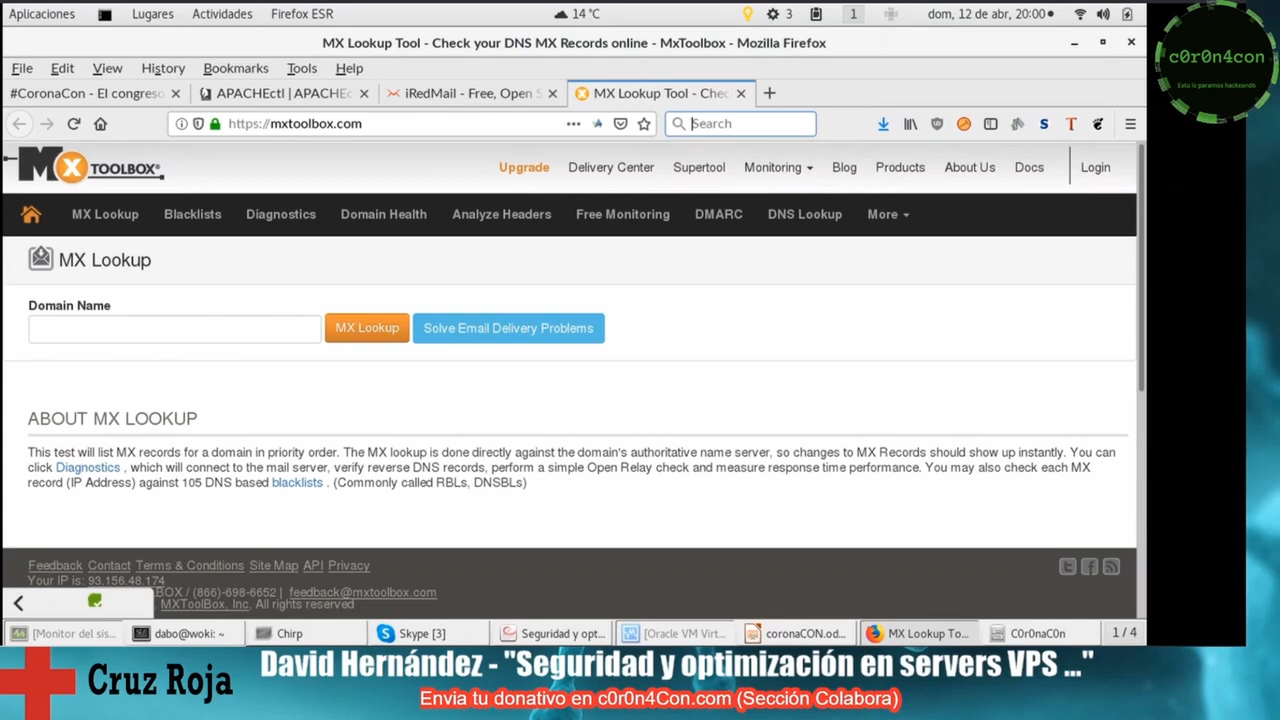 Aplicaciones Lugares Actividades Firefox ESR 14 °C 3 1 dom, 12 de abr, 20:00
MX Lookup Tool - Check your DNS MX Records online - MxToolbox - Mozilla Firefox
c0r0n4con
Esto lo paramos hackeando
File Edit View History Bookmarks Tools Help
#CoronaCon - El congreso APACHEctl | APACHEc iRedMail - Free, Open S MX Lookup Tool - Chec
https://mxtoolbox.com Search
MX TOOLBOX Upgrade Delivery Center Supertool Monitoring Blog Products About Us Docs Login
MX Lookup Blacklists Diagnostics Domain Health Analyze Headers Free Monitoring DMARC DNS Lookup More
MX Lookup
Domain Name
MX Lookup Solve Email Delivery Problems
ABOUT MX LOOKUP
This test will list MX records for a domain in priority order. The MX lookup is done directly against the domain's authoritative name server, so changes to MX Records should show up instantly. You can
click Diagnostics , which will connect to the mail server, verify reverse DNS records, perform a simple Open Relay check and measure response time performance. You may also check each MX
record (IP Address) against 105 DNS based blacklists . (Commonly called RBLs, DNSBLs)
Feedback Contact Terms & Conditions Site Map API Privacy
Your IP is: 93.156.48.174
BOX / (866)-698-6652 | feedback@mxtoolbox.com
, MXToolBox, Inc. All rights reserved
[Monitor del sis... dabo@woki: ~ Chirp Skype [3] Seguridad y opt... [Oracle VM Virt... coronaCON.od... MX Lookup To... C0r0naC0n 1 / 4
Cruz Roja
David Hernández - "Seguridad y optimización en servers VPS ..."
Envia tu donativo en c0r0n4Con.com (Sección Colabora)